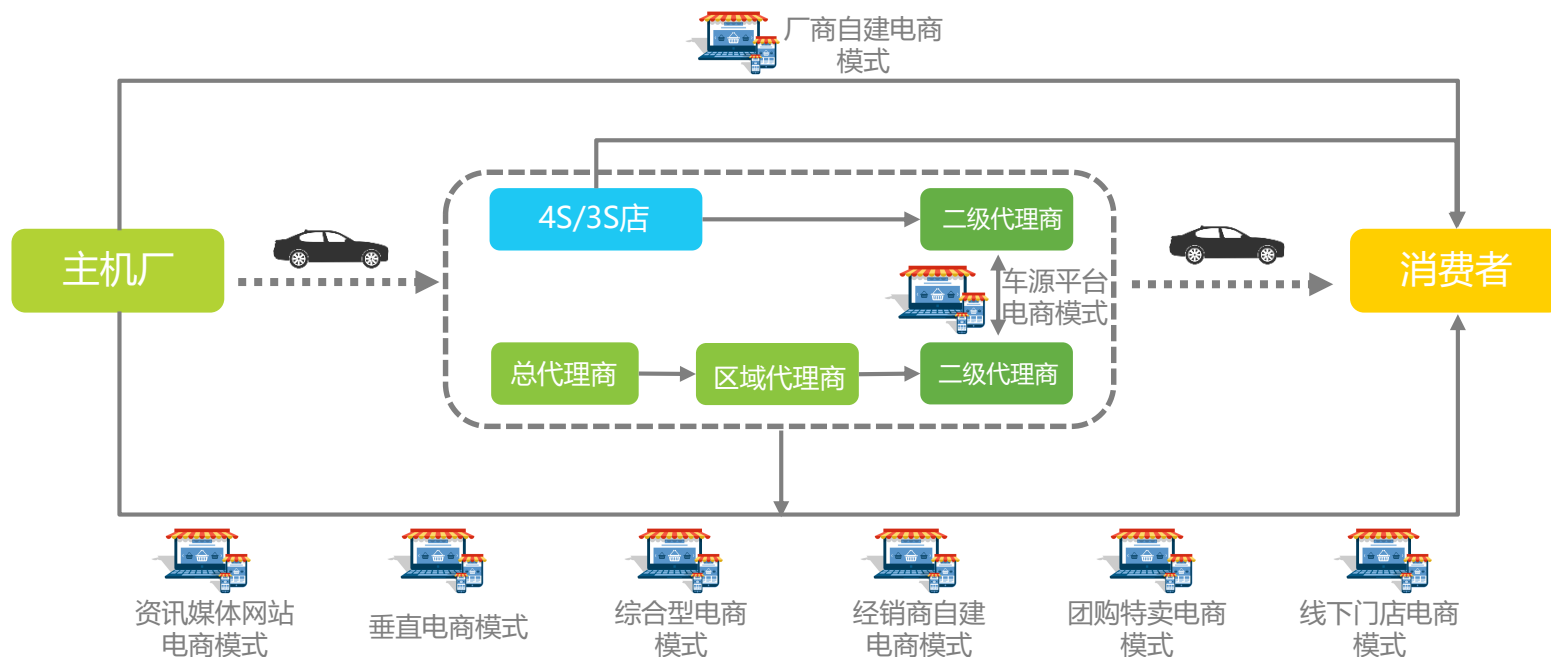 厂商自建电商
模式
4S/3S店
二级代理商
主机厂
消费者
车源平台
电商模式
总代理商
区域代理商
二级代理商
资讯媒体网站
电商模式
垂直电商模式
综合型电商
模式
经销商自建
电商模式
团购特卖电商
模式
线下门店电商
模式